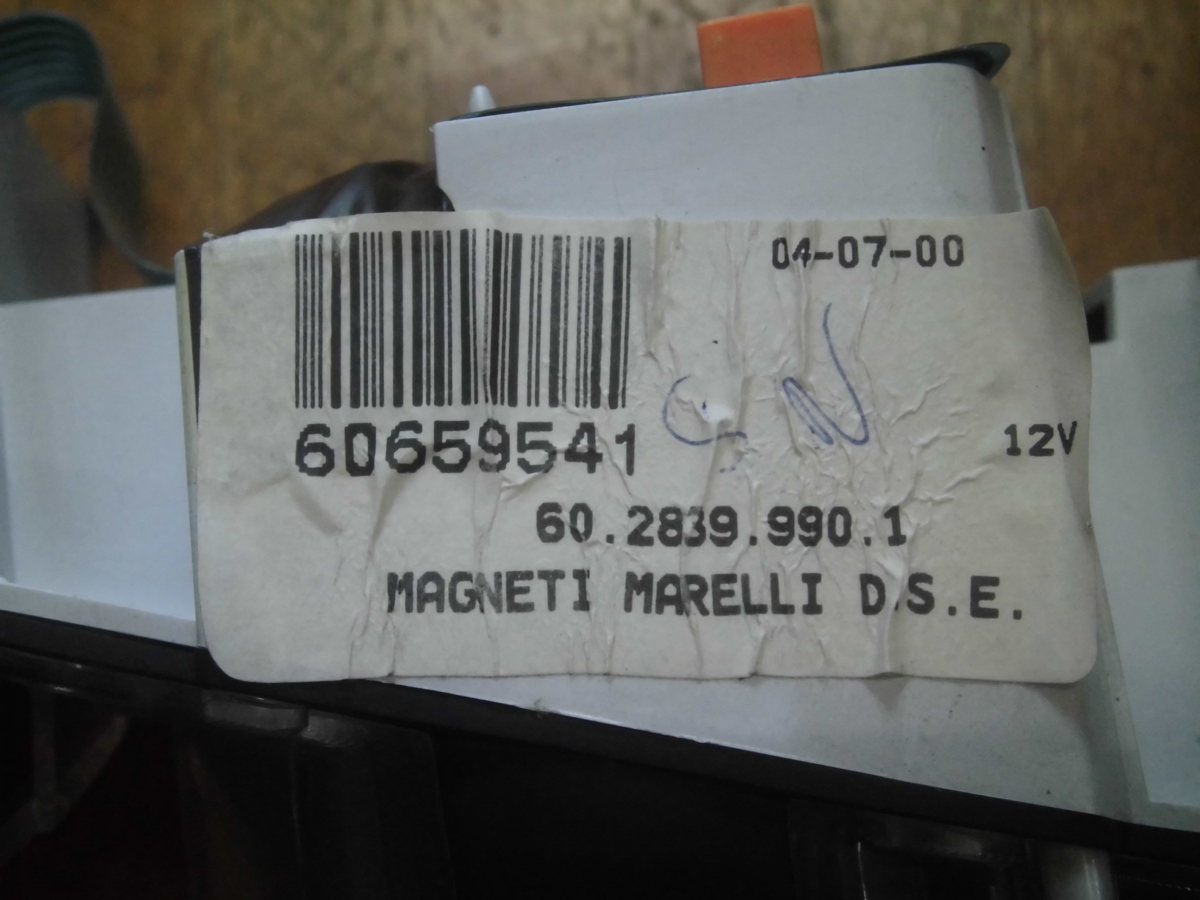 04-07-00
60659541
12V
60.2839.990.1
MAGNETI MARELLI D.S.E.